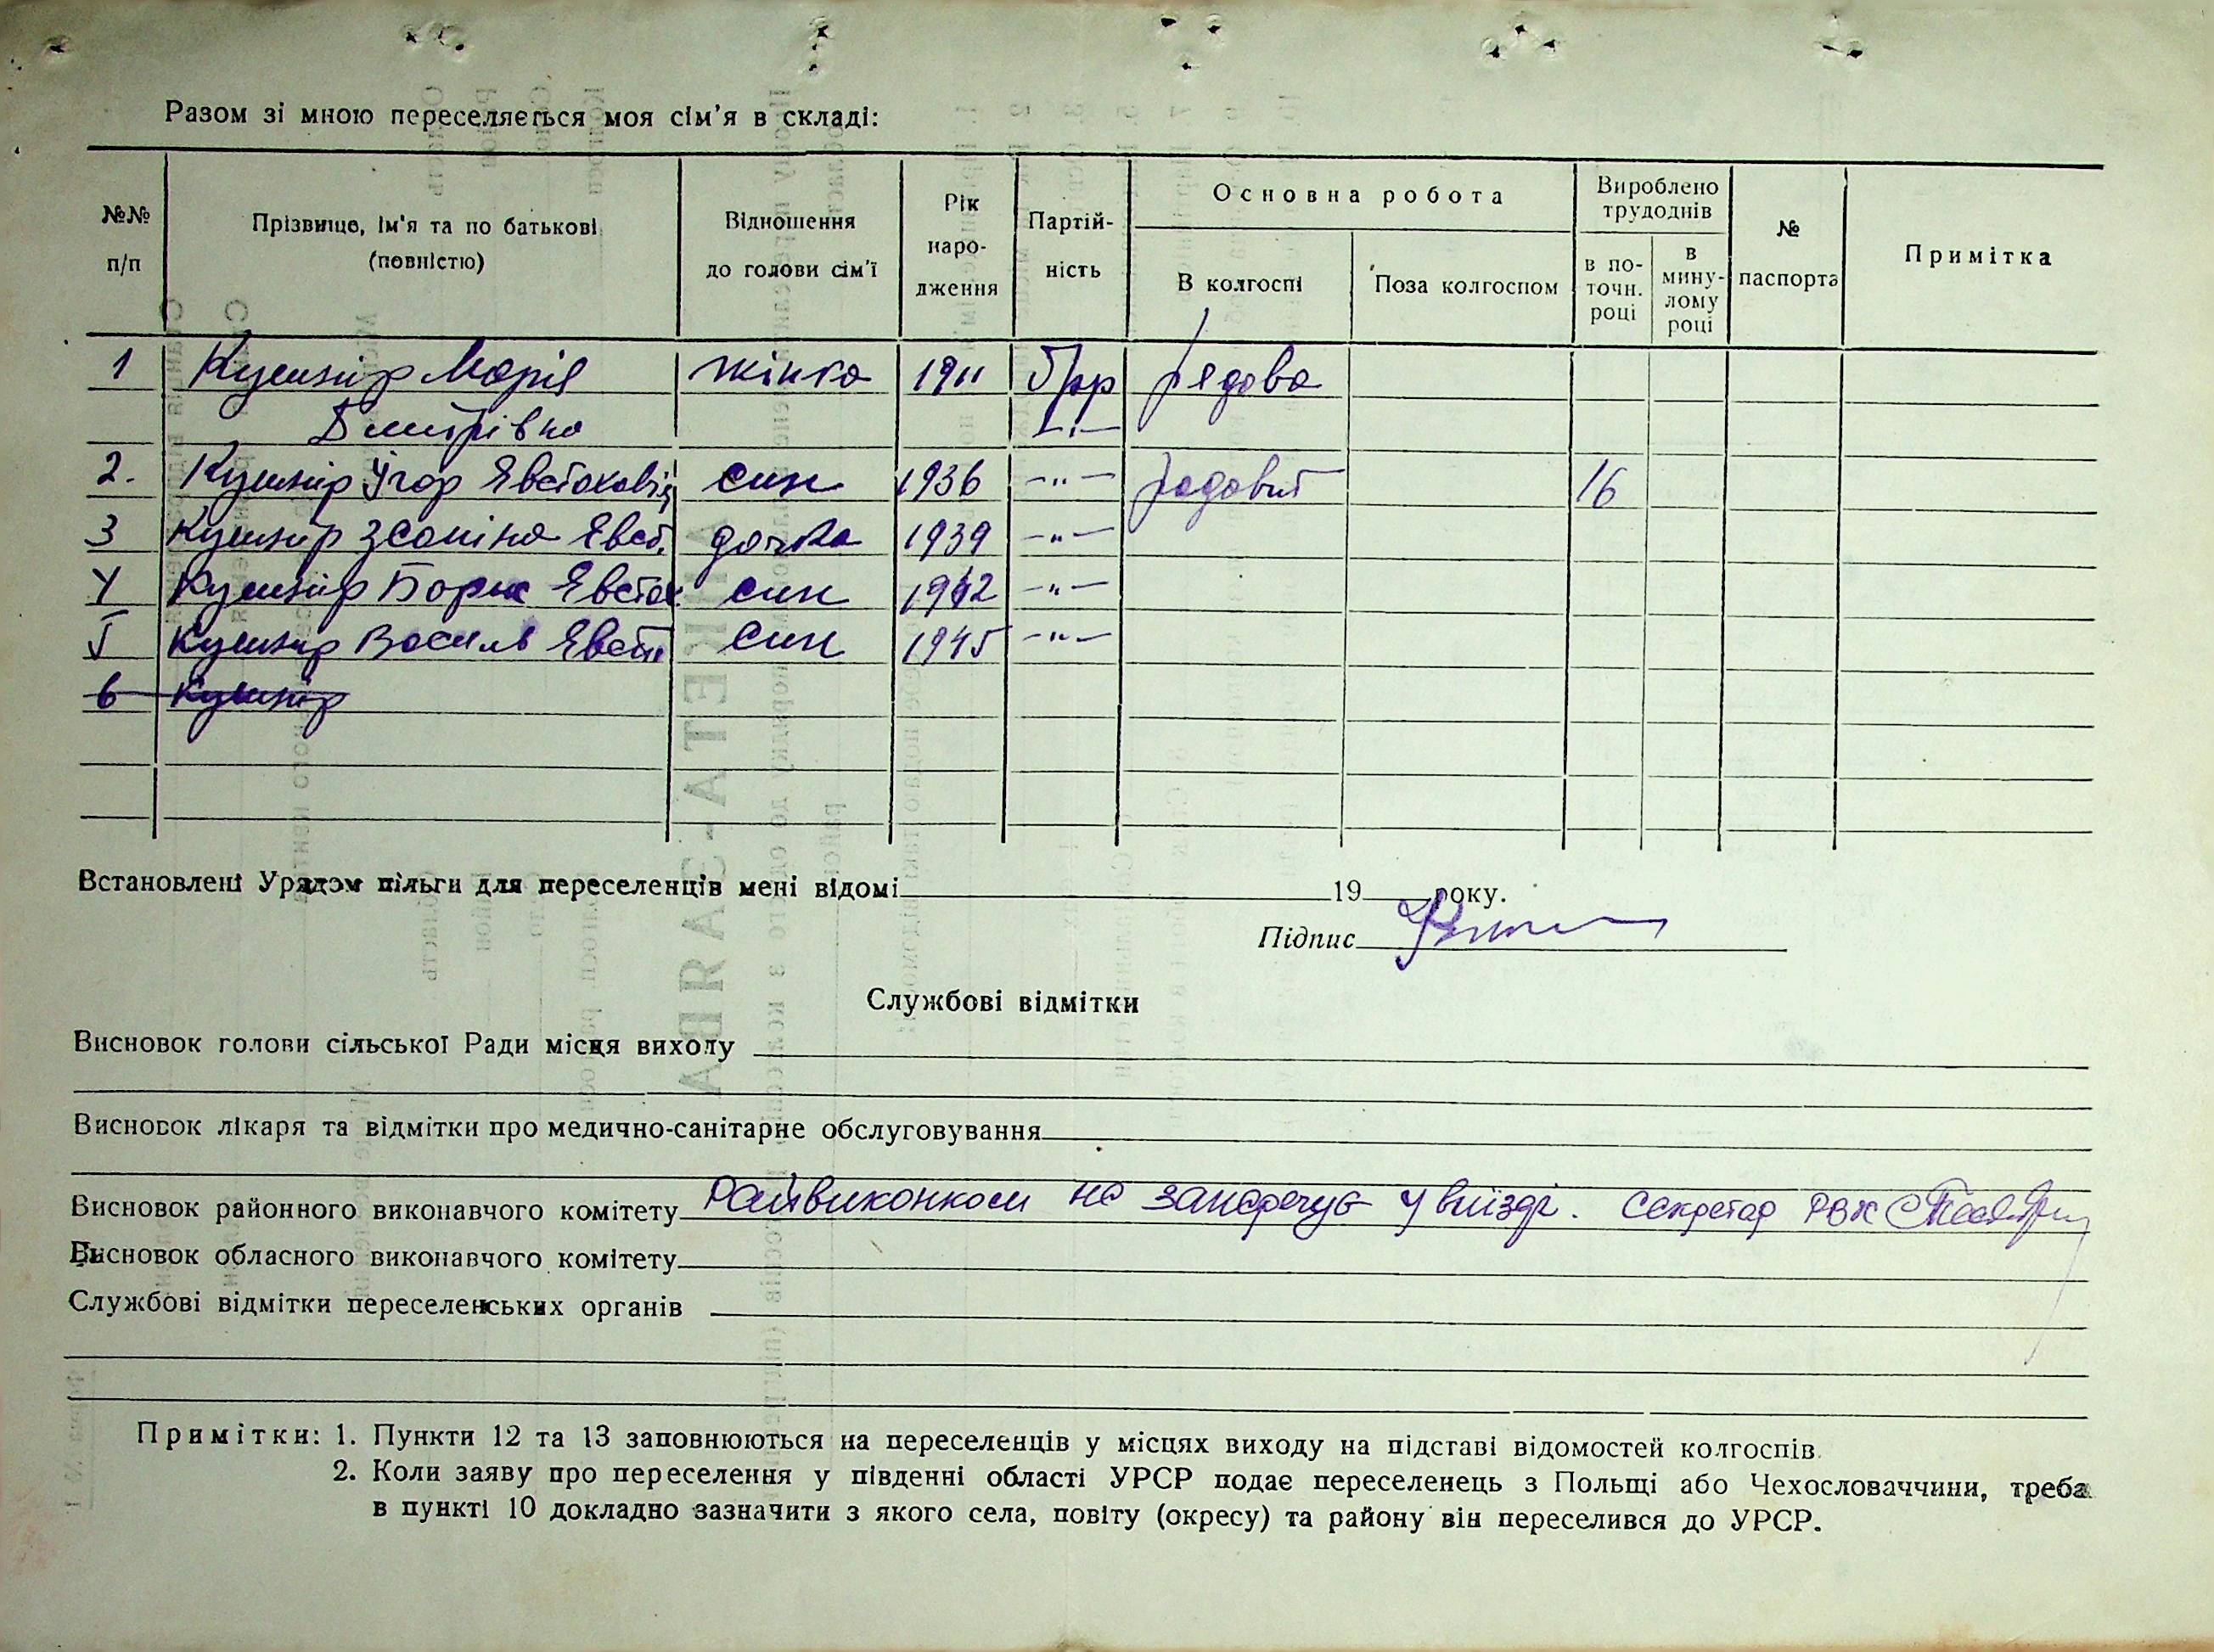 Разом зі мною переселяється моя сім'я в складі:
№№ п/п
Прізвище, ім'я та по батькові (повністю)
Відношення до голови сім'ї
Рік народження
Партійність
Основна робота
В колгоспі
Поза колгоспом
Вироблено трудоднів
в поточн. році
в минулому році
№ паспорта
Примітка
1 Кушнір Марія жінка 1911 б/пр рядова
Дмитрівна
2. Кушнір Ігор Євстахович син 1936 -"- рядовий 16
3 Кушнір Євст. дочка 1939 -"-
4 Кушнір Борис Євстах син 1942 -"-
5 Кушнір Василь Євст син 1945 -"-
6 Кушнір
Встановлені Урядом пільги для переселенців мені відомі 19 року.
Підпис
Службові відмітки
Висновок голови сільської Ради місця виходу
Висновок лікаря та відмітки про медично-санітарне обслуговування
Висновок районного виконавчого комітету Райвиконком не заперечує у виїзді. Секретар РВК
Висновок обласного виконавчого комітету
Службові відмітки переселенських органів
Примітки: 1. Пункти 12 та 13 заповнюються на переселенців у місцях виходу на підставі відомостей колгоспів.
2. Коли заяву про переселення у південні області УРСР подає переселенець з Польщі або Чехословаччини, треба
в пункті 10 докладно зазначити з якого села, повіту (окресу) та району він переселився до УРСР.